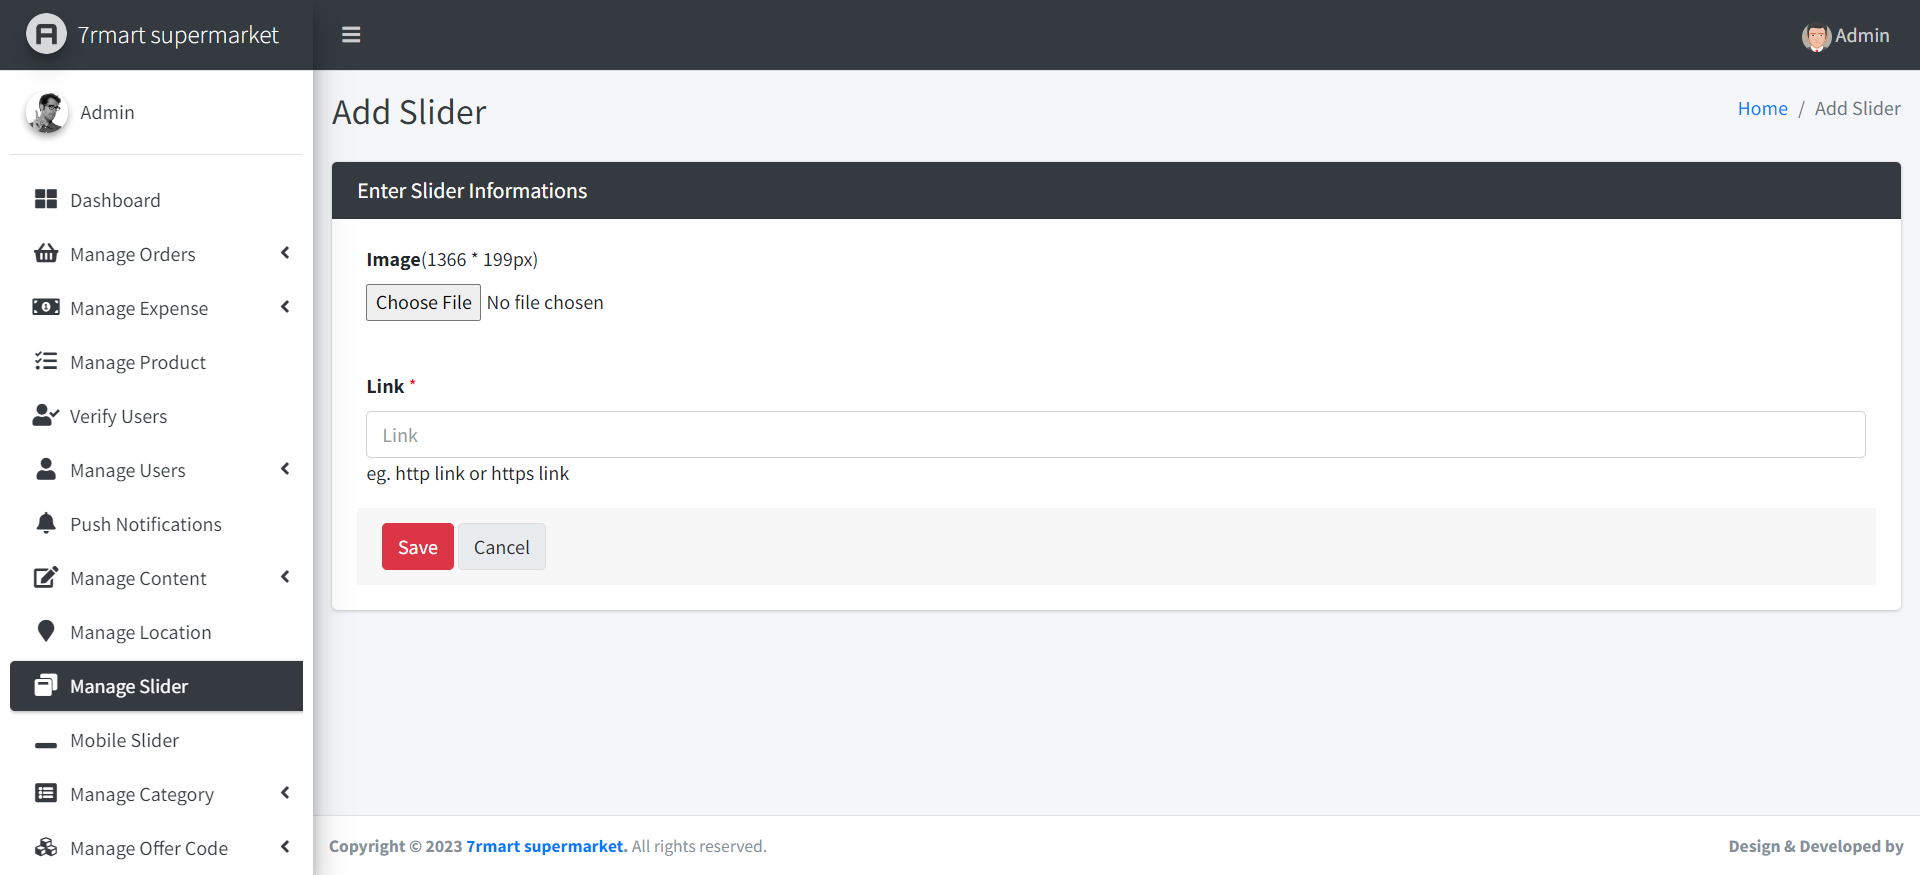 7rmart supermarket
Admin
Admin
Add Slider
Home / Add Slider
Dashboard
Manage Orders
Manage Expense
Manage Product
Verify Users
Manage Users
Push Notifications
Manage Content
Manage Location
Manage Slider
Mobile Slider
Manage Category
Manage Offer Code
Enter Slider Informations
Image(1366 * 199px)
Choose File No file chosen
Link *
Link
eg. http link or https link
Save Cancel
Copyright © 2023 7rmart supermarket. All rights reserved.
Design & Developed by